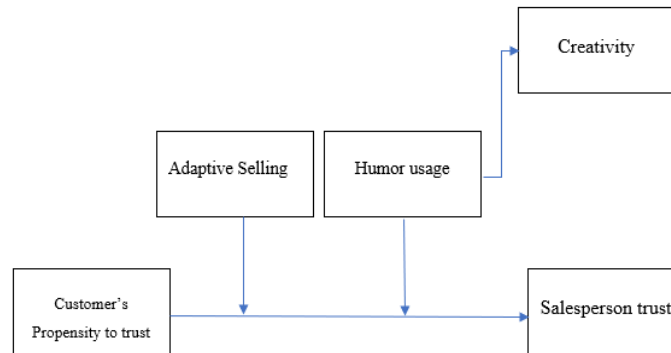 Creativity
Adaptive Selling
Humor usage
Customer's
Propensity to trust
Salesperson trust